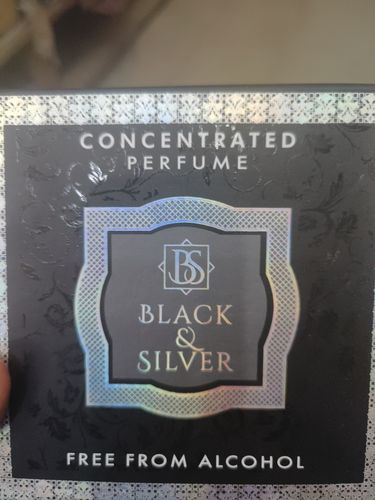 CONCENTRATED
PERFUME
BS
BLACK
&
SILVER
FREE FROM ALCOHOL